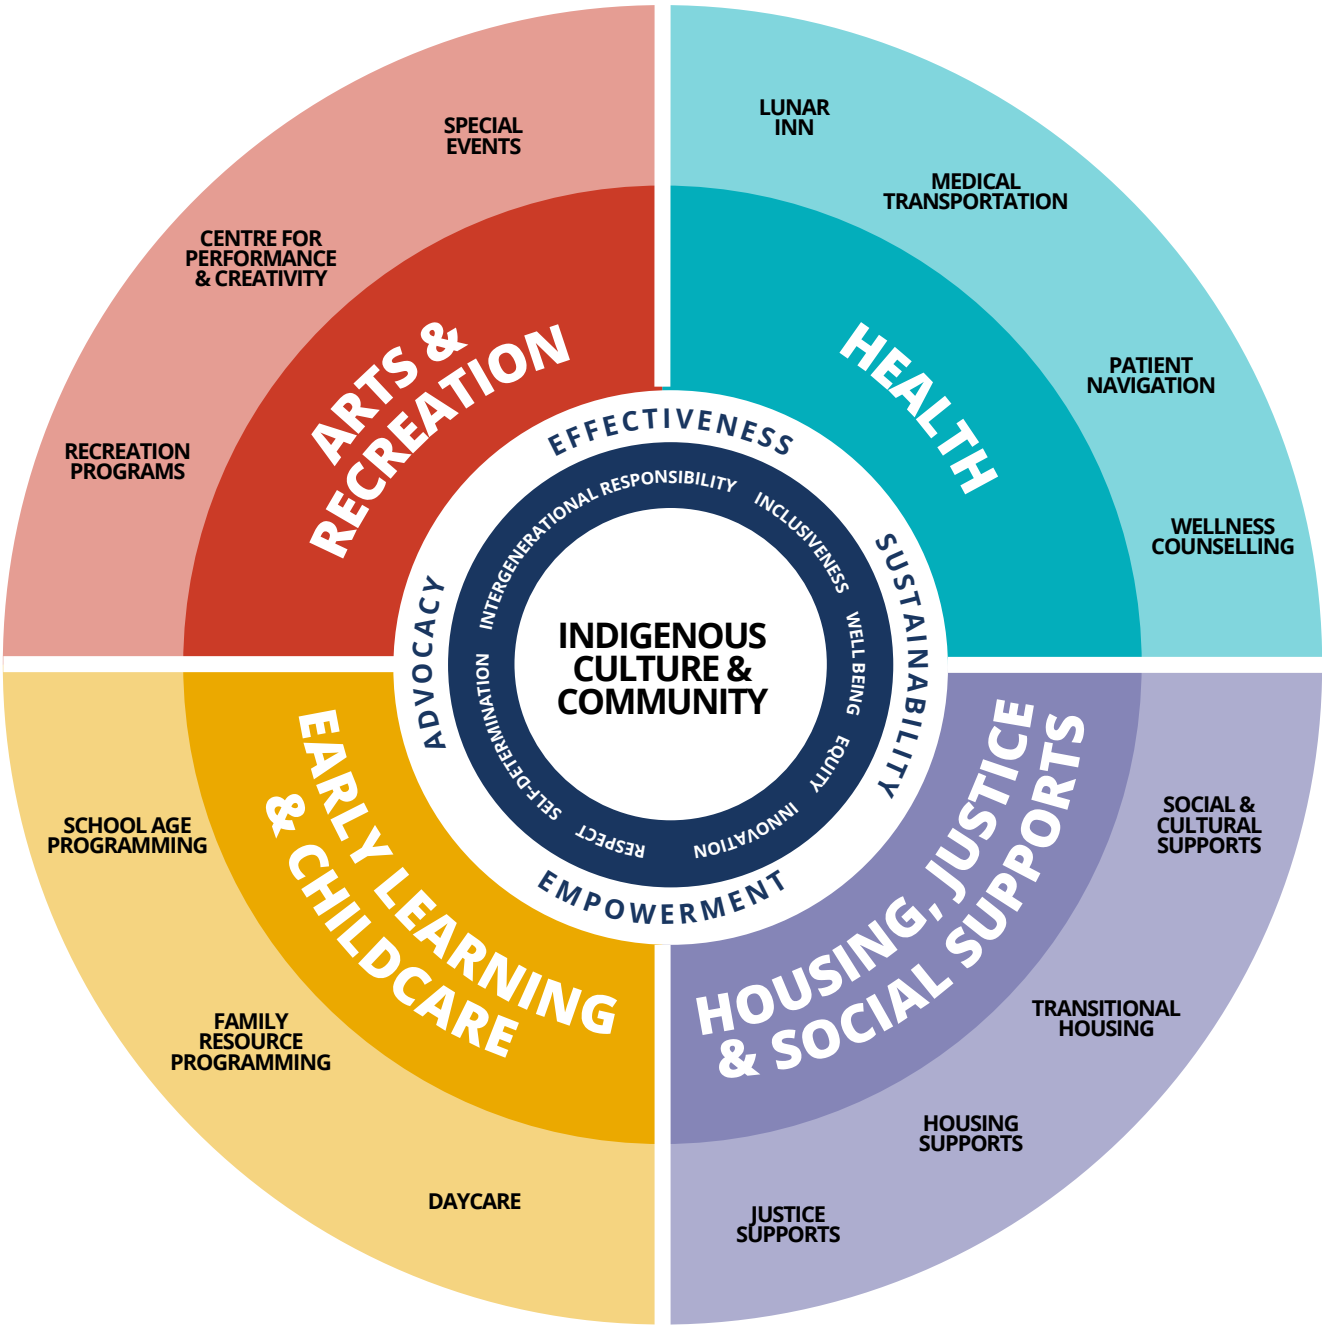 SPECIAL
EVENTS
CENTRE FOR
PERFORMANCE
& CREATIVITY
RECREATION
PROGRAMS
ARTS &
RECREATION
LUNAR
INN
MEDICAL
TRANSPORTATION
PATIENT
NAVIGATION
WELLNESS
COUNSELLING
HEALTH
EFFECTIVENESS
SUSTAINABILITY
EMPOWERMENT
ADVOCACY
INTERGENERATIONAL RESPONSIBILITY
INCLUSIVENESS
WELL BEING
EQUITY
INNOVATION
RESPECT
SELF-DETERMINATION
INDIGENOUS
CULTURE &
COMMUNITY
EARLY LEARNING
& CHILDCARE
SCHOOL AGE
PROGRAMMING
FAMILY
RESOURCE
PROGRAMMING
DAYCARE
HOUSING, JUSTICE
& SOCIAL SUPPORTS
SOCIAL &
CULTURAL
SUPPORTS
TRANSITIONAL
HOUSING
HOUSING
SUPPORTS
JUSTICE
SUPPORTS